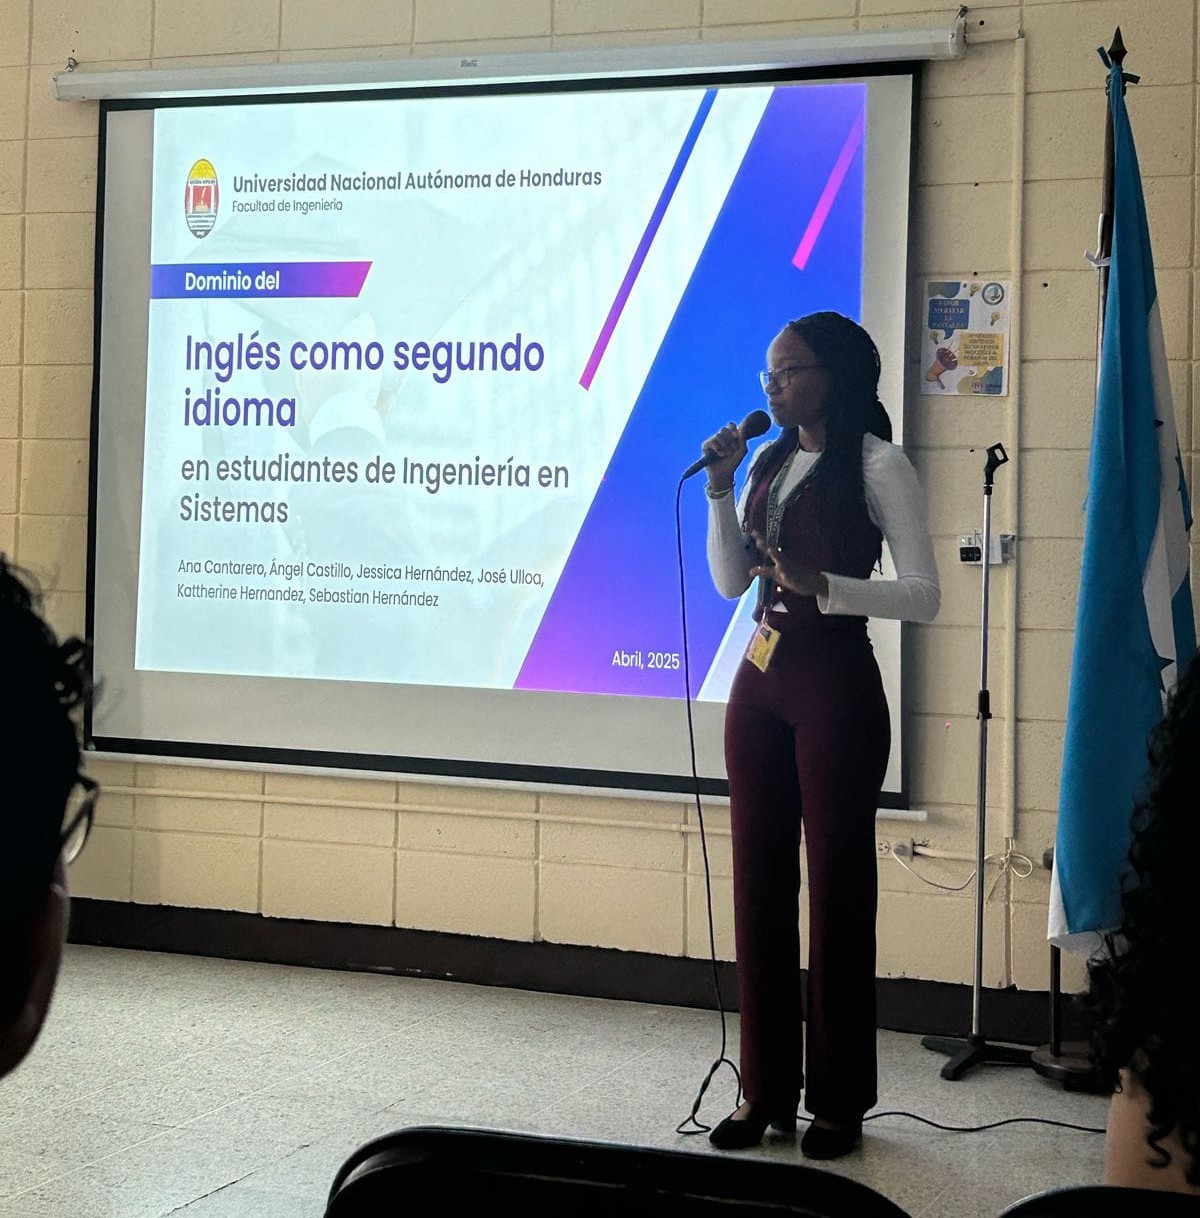 Universidad Nacional Autónoma de Honduras
Facultad de Ingeniería
Dominio del
Inglés como segundo
idioma
en estudiantes de Ingeniería en
Sistemas
Ana Cantarero, Ángel Castillo, Jessica Hernández, José Ulloa,
Kattherine Hernandez, Sebastian Hernández
Abril, 2025